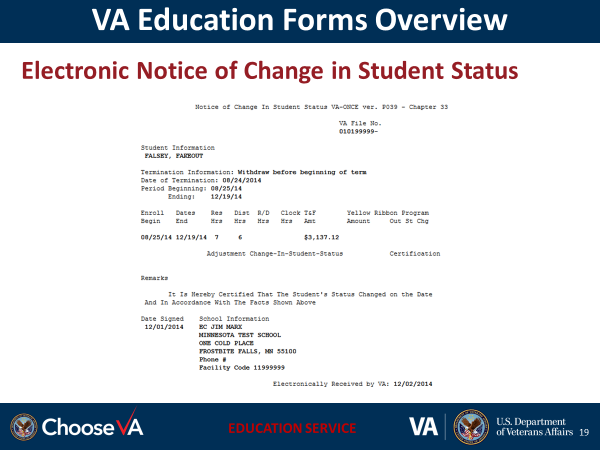 VA Education Forms Overview
Electronic Notice of Change in Student Status
Notice of Change In Student Status VA-ONCE ver. P039 - Chapter 33
VA File No.
010199999-
Student Information
FALSEY, FAKEOUT
Termination Information: Withdraw before beginning of term
Date of Termination: 08/24/2014
Period Beginning: 08/25/14
Ending: 12/19/14
Enroll Dates Res Dist R/D Clock T&F Yellow Ribbon Program
Begin End Hrs Hrs Hrs Hrs Amt Amount Out St Chg
08/25/14 12/19/14 7 6 $3,137.12
Adjustment Change-In-Student-Status Certification
Remarks
It Is Hereby Certified That The Student's Status Changed on the Date
And In Accordance With The Facts Shown Above
Date Signed School Information
12/01/2014 EC JIM MARX
MINNESOTA TEST SCHOOL
ONE COLD PLACE
FROSTBITE FALLS, MN 55100
Phone #
Facility Code 11999999
Electronically Received by VA: 12/02/2014
Choose VA
EDUCATION SERVICE
VA
U.S. Department
of Veterans Affairs
19